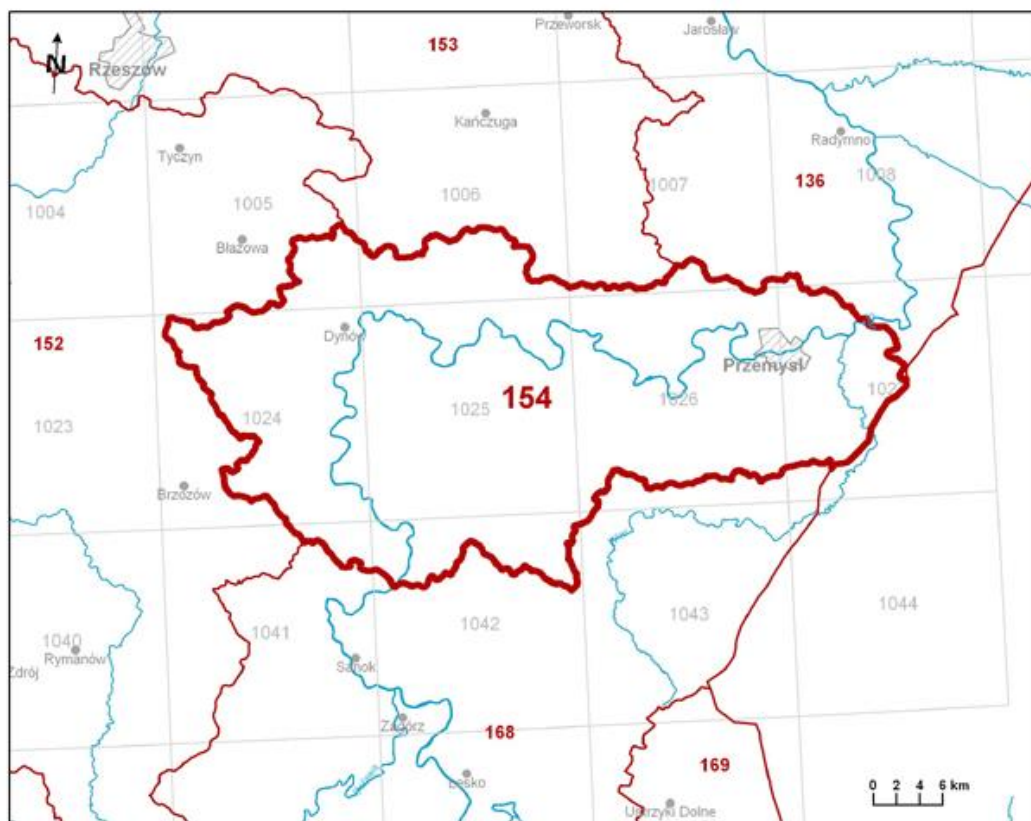 Przeworsk
Jarosław
153
N
Rzeszów
Kańczuga
Radymno
Tyczyn
1004
1005
1006
1007
136
1008
Błażowa
152
Dynów
Przemyśl
154
1023
1024
1025
1026
Brzozów
1040
1041
1042
1043
1044
Rymanów
Zdrój
Sanok
Zagórz
168
Lesko
169
Ustrzyki Dolne
0 2 4 6 km